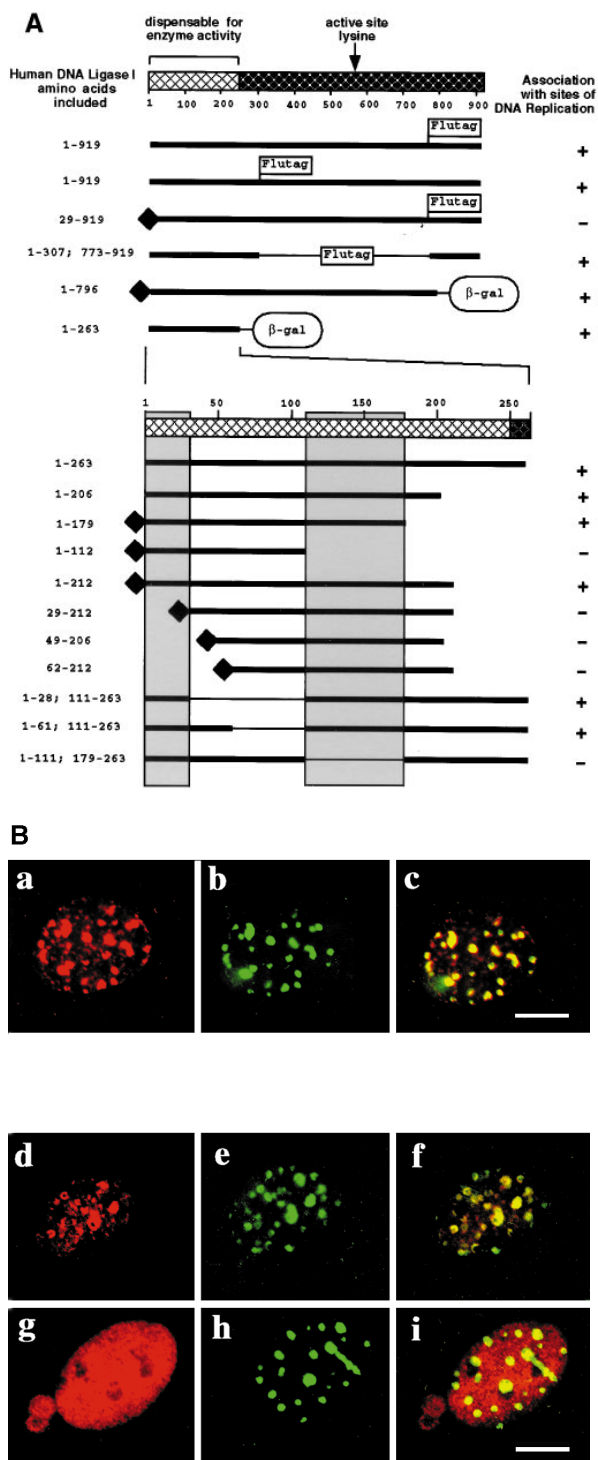 A
dispensable for
enzyme activity
active site
lysine
Human DNA Ligase I
amino acids
included
Association
with sites of
DNA Replication
1 100 200 300 400 500 600 700 800 900
1-919 Flutag +
1-919 Flutag +
29-919 Flutag −
1-307; 773-919 Flutag +
1-796 β-gal +
1-263 β-gal +
1 50 100 150 200 250
1-263 +
1-206 +
1-179 +
1-112 −
1-212 +
29-212 −
49-206 −
62-212 −
1-28; 111-263 +
1-61; 111-263 +
1-111; 179-263 −
B
a b c
d e f
g h i